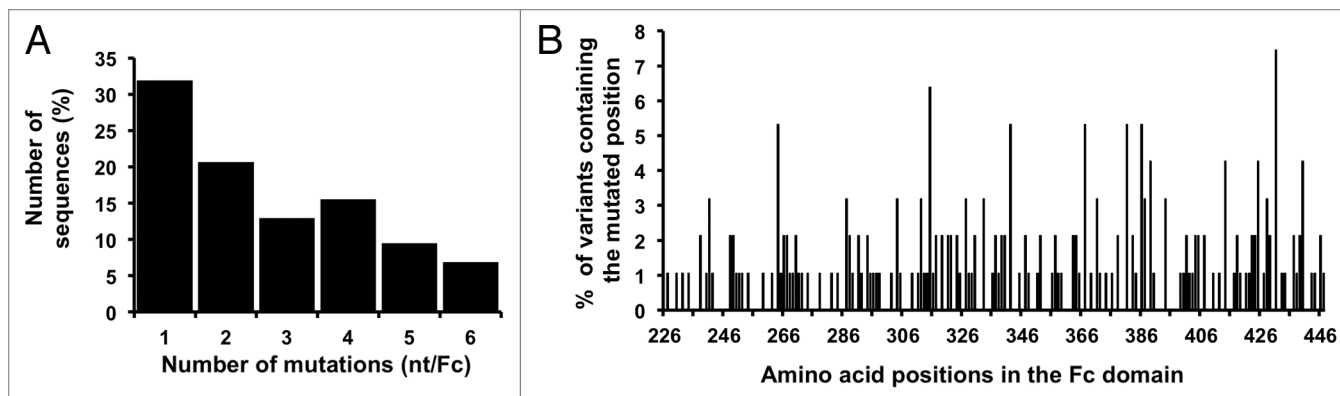 A
Number of
sequences (%)
35
30
25
20
15
10
5
0
1 2 3 4 5 6
Number of mutations (nt/Fc)
B
% of variants containing
the mutated position
8
7
6
5
4
3
2
1
0
226 246 266 286 306 326 346 366 386 406 426 446
Amino acid positions in the Fc domain